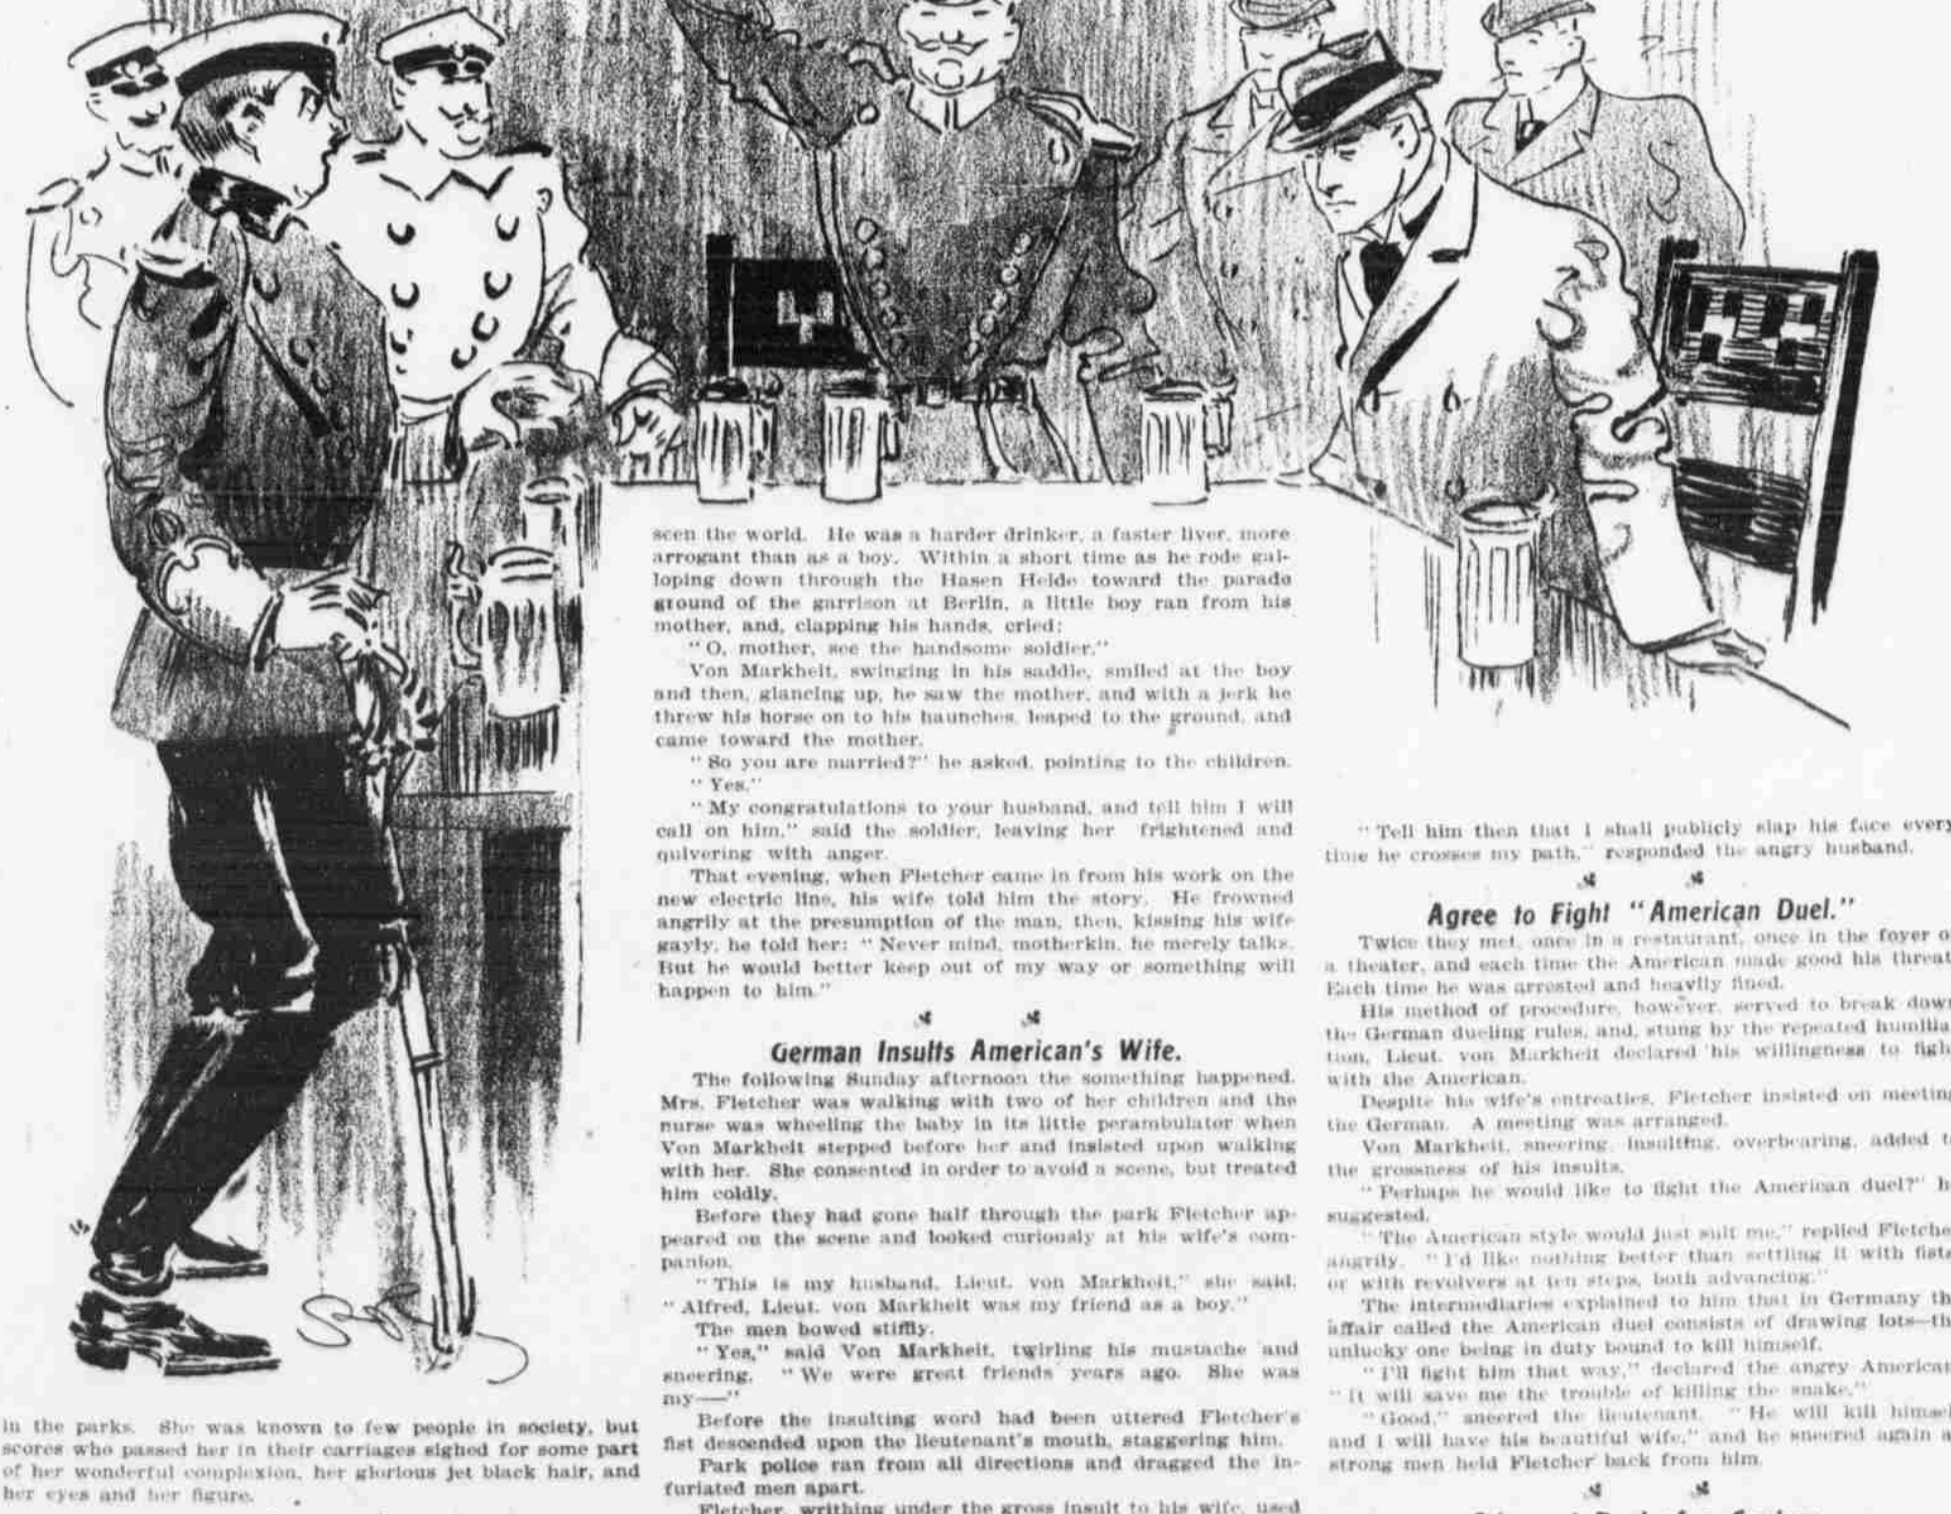 in the parks. She was known to few people in society, but
scores who passed her in their carriages sighed for some part
of her wonderful complexion, her glorious jet black hair, and
her eyes and her figure.
seen the world. He was a harder drinker, a faster liver, more
arrogant than as a boy. Within a short time as he rode gal-
loping down through the Hasen Heide toward the parade
ground of the garrison at Berlin, a little boy ran from his
mother, and, clapping his hands, cried:
"O, mother, see the handsome soldier."
Von Markheit, swinging in his saddle, smiled at the boy
and then, glancing up, he saw the mother, and with a jerk he
threw his horse on to his haunches, leaped to the ground, and
came toward the mother.
"So you are married?" he asked, pointing to the children.
"Yes."
"My congratulations to your husband, and tell him I will
call on him," said the soldier, leaving her frightened and
quivering with anger.
That evening, when Fletcher came in from his work on the
new electric line, his wife told him the story. He frowned
angrily at the presumption of the man, then, kissing his wife
gayly, he told her: "Never mind, motherkin, he merely talks.
But he would better keep out of my way or something will
happen to him."
German Insults American's Wife.
The following Sunday afternoon the something happened.
Mrs. Fletcher was walking with two of her children and the
nurse was wheeling the baby in its little perambulator when
Von Markheit stepped before her and insisted upon walking
with her. She consented in order to avoid a scene, but treated
him coldly.
Before they had gone half through the park Fletcher ap-
peared on the scene and looked curiously at his wife's com-
panion.
"This is my husband, Lieut. von Markheit," she said.
"Alfred, Lieut. von Markheit was my friend as a boy."
The men bowed stiffly.
"Yes," said Von Markheit, twirling his mustache and
sneering. "We were great friends years ago. She was
my——"
Before the insulting word had been uttered Fletcher's
fist descended upon the lieutenant's mouth, staggering him.
Park police ran from all directions and dragged the in-
furiated men apart.
Fletcher, writhing under the gross insult to his wife, used
"Tell him then that I shall publicly slap his face every
time he crosses my path," responded the angry husband.
Agree to Fight "American Duel."
Twice they met, once in a restaurant, once in the foyer o
a theater, and each time the American made good his threat
Each time he was arrested and heavily fined.
His method of procedure, however, served to break down
the German dueling rules, and, stung by the repeated humilia
tion, Lieut. von Markheit declared his willingness to fight
with the American.
Despite his wife's entreaties, Fletcher insisted on meeting
the German. A meeting was arranged.
Von Markheit, sneering, insulting, overbearing, added t
the grossness of his insults.
"Perhaps he would like to fight the American duel?" h
suggested.
"The American style would just suit me," replied Fletche
angrily. "I'd like nothing better than settling it with fists
or with revolvers at ten steps, both advancing."
The intermediaries explained to him that in Germany th
affair called the American duel consists of drawing lots—th
unlucky one being in duty bound to kill himself.
"I'll fight him that way," declared the angry American
"It will save me the trouble of killing the snake."
"Good," sneered the lieutenant. "He will kill himsel
and I will have his beautiful wife," and he sneered again a
strong men held Fletcher back from him.